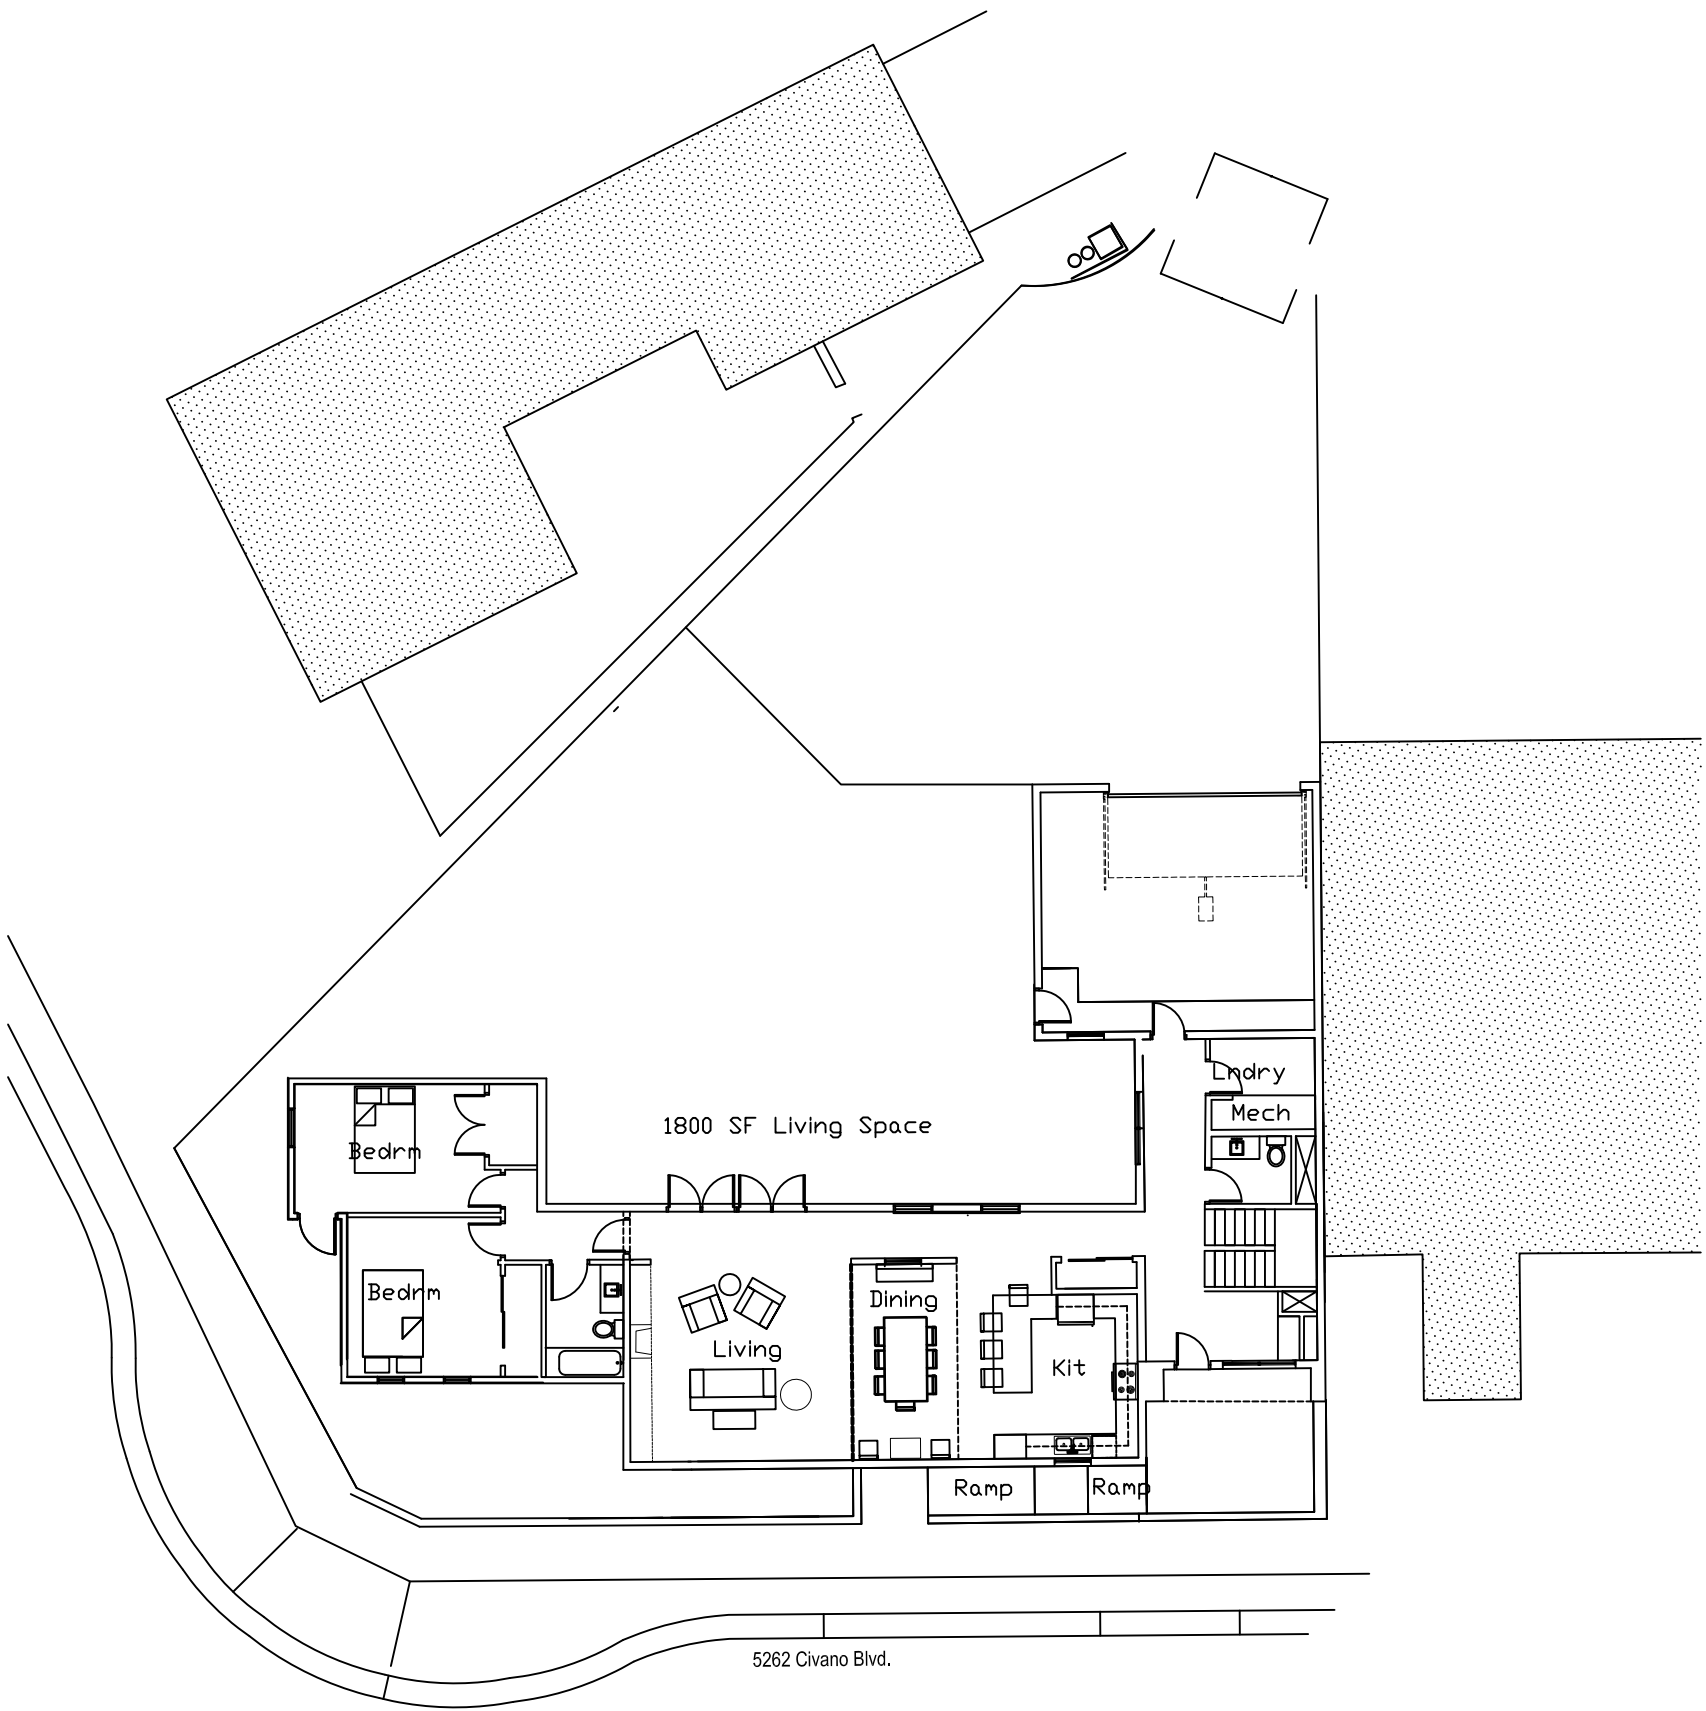 Lndry
Mech
1800 SF Living Space
Bedrm
Bedrm
Dining
Living
Kit
Ramp
Ramp
5262 Civano Blvd.